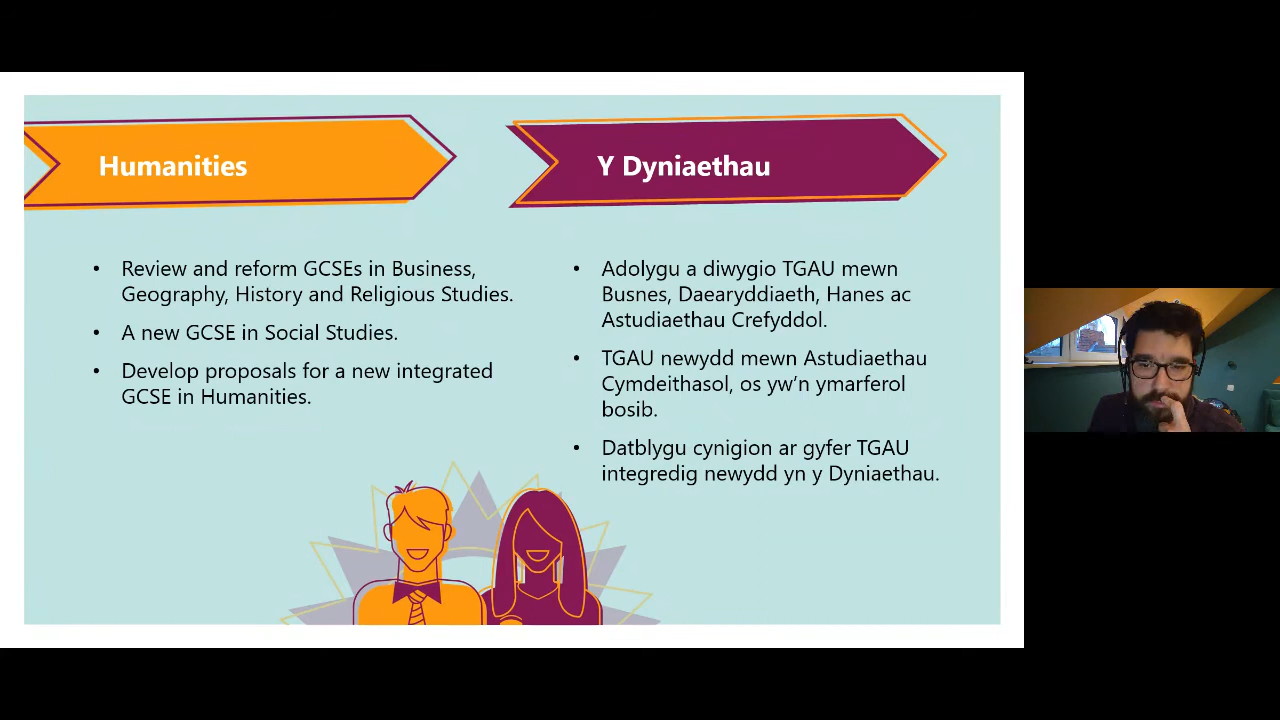 Humanities
• Review and reform GCSEs in Business,
Geography, History and Religious Studies.
• A new GCSE in Social Studies.
• Develop proposals for a new integrated
GCSE in Humanities.
Y Dyniaethau
• Adolygu a diwygio TGAU mewn
Busnes, Daearyddiaeth, Hanes ac
Astudiaethau Crefyddol.
• TGAU newydd mewn Astudiaethau
Cymdeithasol, os yw’n ymarferol
bosib.
• Datblygu cynigion ar gyfer TGAU
integredig newydd yn y Dyniaethau.